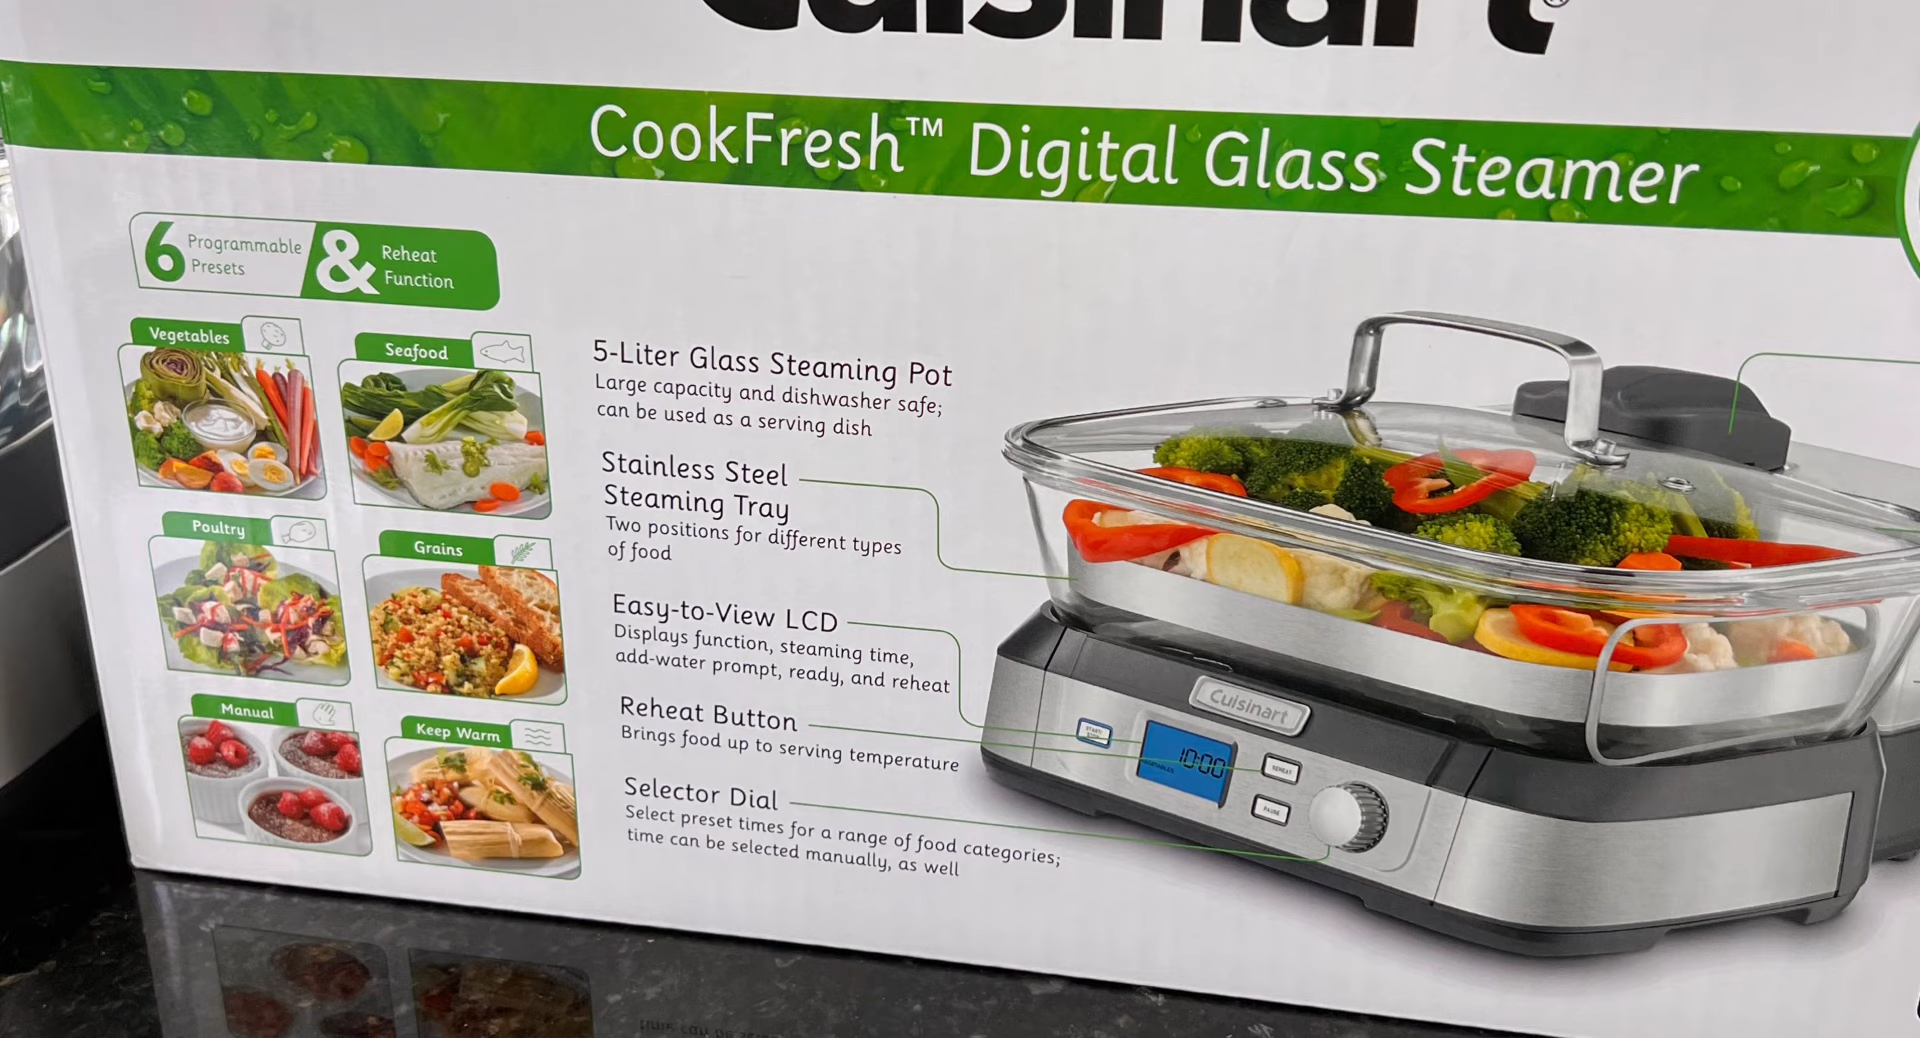 Cuisinart®
CookFresh™ Digital Glass Steamer
6 Programmable
Presets
& Reheat
Function
Vegetables
Seafood
Poultry
Grains
Manual
Keep Warm
5-Liter Glass Steaming Pot
Large capacity and dishwasher safe;
can be used as a serving dish
Stainless Steel
Steaming Tray
Two positions for different types
of food
Easy-to-View LCD
Displays function, steaming time,
add-water prompt, ready, and reheat
Reheat Button
Brings food up to serving temperature
Selector Dial
Select preset times for a range of food categories;
time can be selected manually, as well
Cuisinart
10:00
VEGETABLES
REHEAT
PAUSE